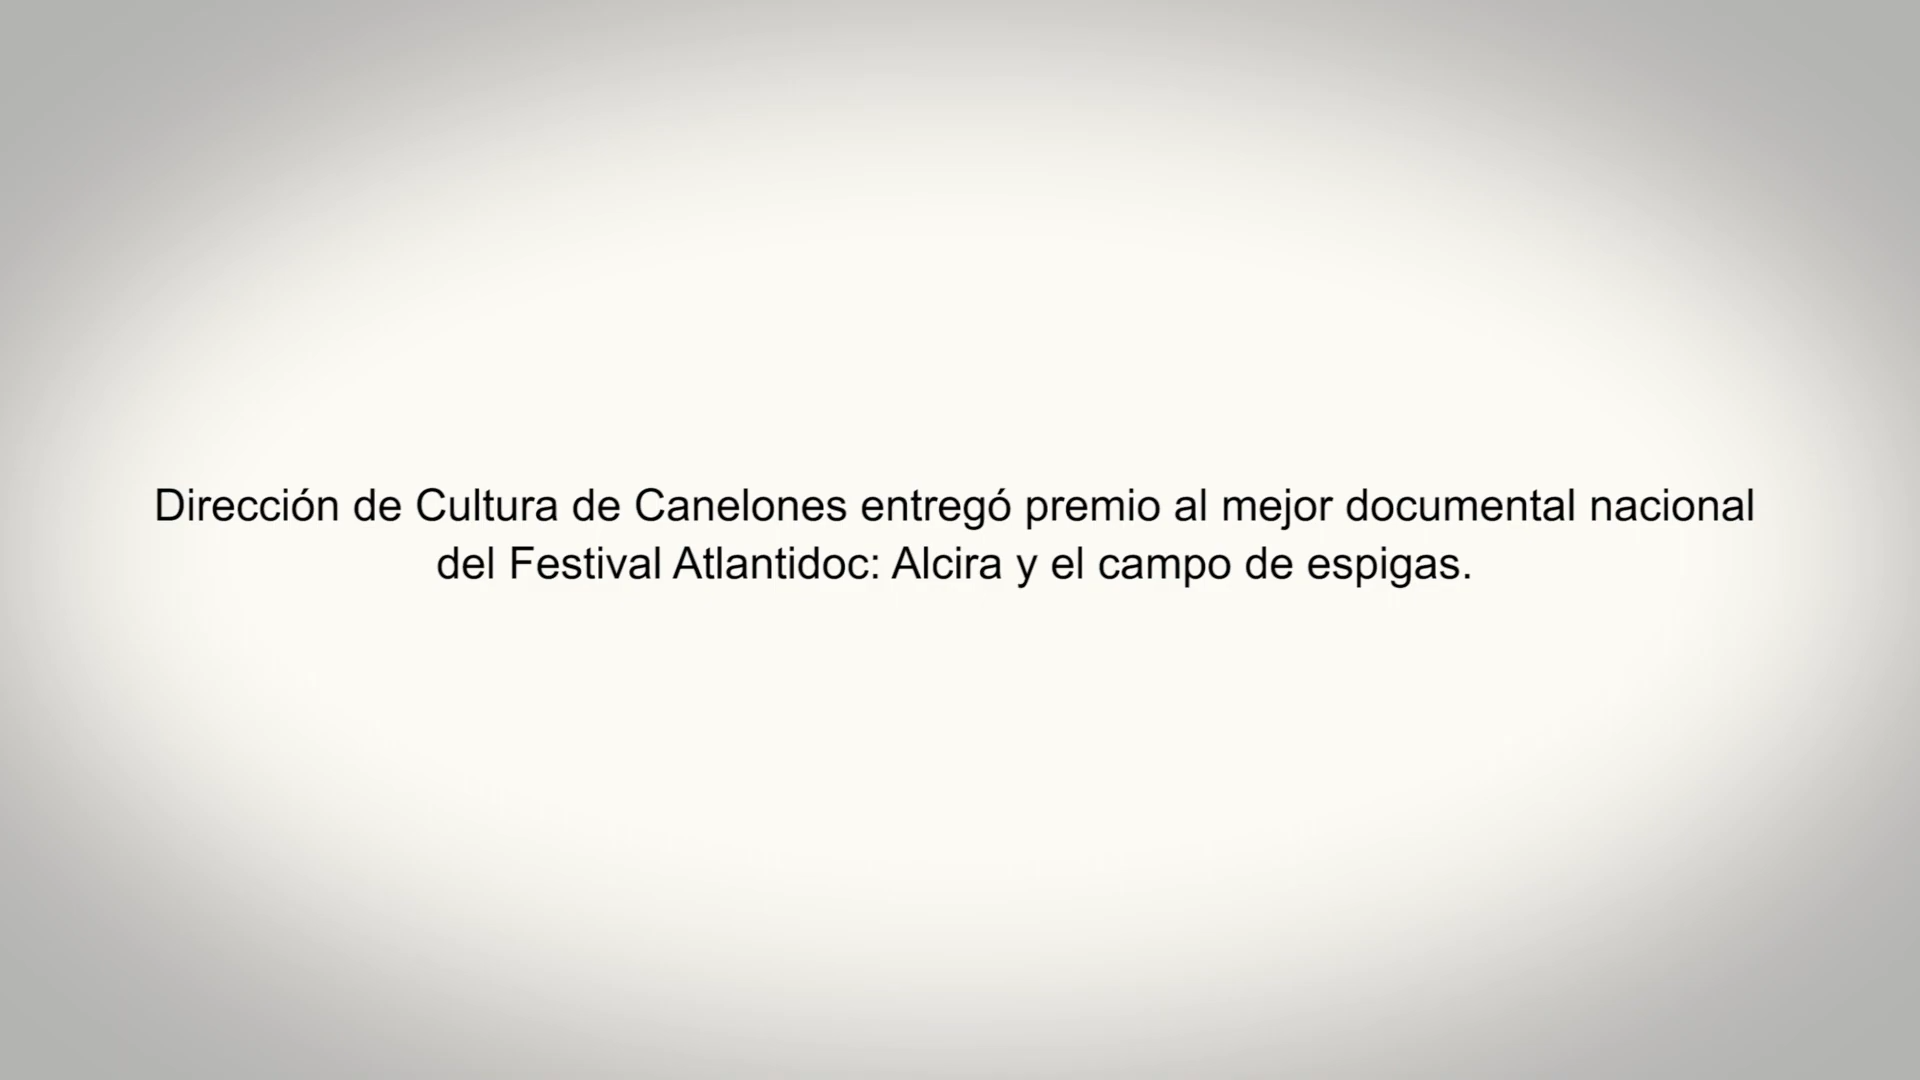 Dirección de Cultura de Canelones entregó premio al mejor documental nacional
del Festival Atlantidoc: Alcira y el campo de espigas.